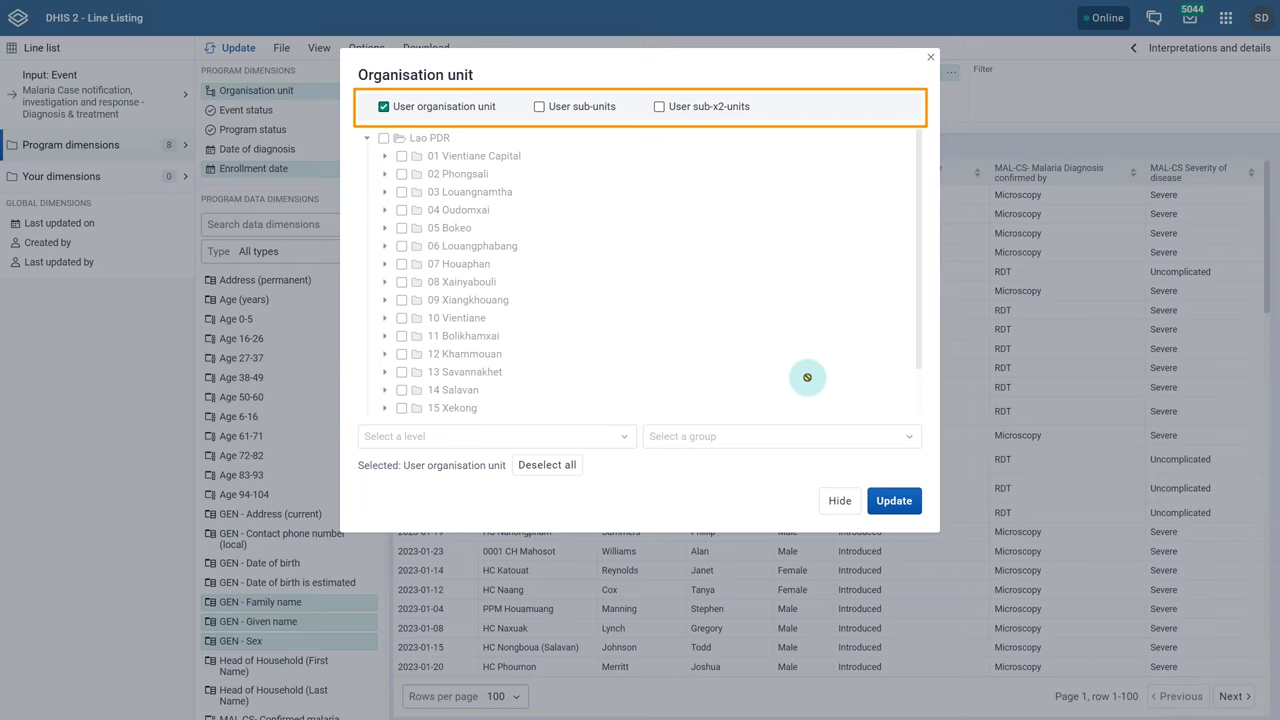 DHIS 2 - Line Listing
Online
5044
SD
Line list
Update
File
View
Options
Download
Interpretations and details
Input: Event
Malaria Case notification,
investigation and response -
Diagnosis & treatment
Program dimensions
8
Your dimensions
0
GLOBAL DIMENSIONS
Last updated on
Created by
Last updated by
PROGRAM DIMENSIONS
Organisation unit
Event status
Program status
Date of diagnosis
Enrollment date
PROGRAM DATA DIMENSIONS
Search data dimensions
Type All types
Address (permanent)
Age (years)
Age 0-5
Age 16-26
Age 27-37
Age 38-49
Age 50-60
Age 6-16
Age 61-71
Age 72-82
Age 83-93
Age 94-104
GEN - Address (current)
GEN - Contact phone number
(local)
GEN - Date of birth
GEN - Date of birth is estimated
GEN - Family name
GEN - Given name
GEN - Sex
Head of Household (First
Name)
Head of Household (Last
Name)
MAL-CS- Confirmed malaria
Organisation unit
User organisation unit
User sub-units
User sub-x2-units
Lao PDR
01 Vientiane Capital
02 Phongsali
03 Louangnamtha
04 Oudomxai
05 Bokeo
06 Louangphabang
07 Houaphan
08 Xainyabouli
09 Xiangkhouang
10 Vientiane
11 Bolikhamxai
12 Khammouan
13 Savannakhet
14 Salavan
15 Xekong
Select a level
Select a group
Selected: User organisation unit
Deselect all
Hide
Update
Filter
MAL-CS- Malaria Diagnosis
confirmed by
MAL-CS Severity of
disease
Microscopy Severe
Microscopy Severe
Microscopy Severe
Microscopy Severe
RDT Uncomplicated
Microscopy Severe
RDT Severe
RDT Severe
RDT Severe
RDT Severe
RDT Severe
RDT Severe
Microscopy Severe
RDT Uncomplicated
RDT Uncomplicated
RDT Uncomplicated
2023-01-19 HC Nanongpham Summers Phillip Male Introduced Microscopy Severe
2023-01-23 0001 CH Mahosot Williams Alan Male Introduced Microscopy Severe
2023-01-14 HC Katouat Reynolds Janet Female Introduced Microscopy Severe
2023-01-12 HC Naang Cox Tanya Female Introduced Microscopy Severe
2023-01-04 PPM Houamuang Manning Stephen Male Introduced Microscopy Severe
2023-01-08 HC Naxuak Lynch Gregory Male Introduced Microscopy Severe
2023-01-15 HC Nongboua (Salavan) Johnson Todd Male Introduced Microscopy Severe
2023-01-20 HC Phoumon Merritt Joshua Male Introduced Microscopy Severe
Rows per page 100
Page 1, row 1-100
Previous
Next